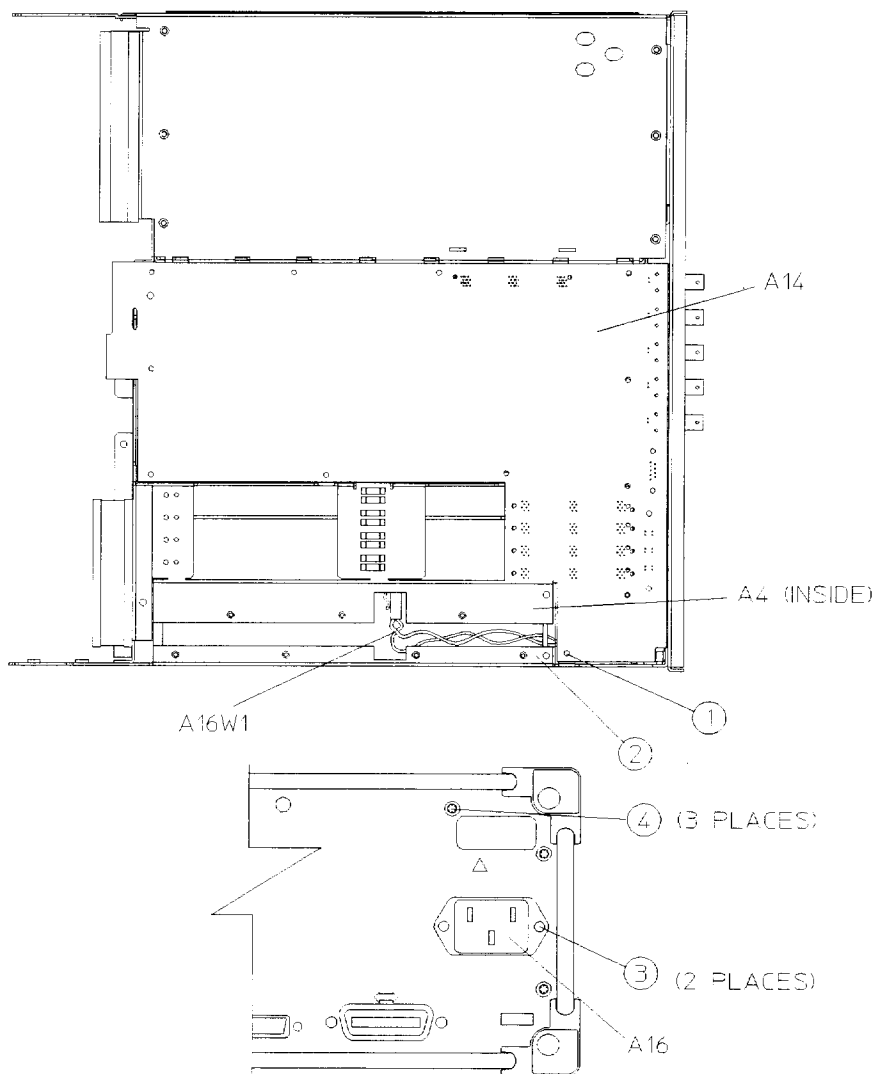 A14
A4 (INSIDE)
A16W1
1
2
4 (3 PLACES)
3 (2 PLACES)
A16